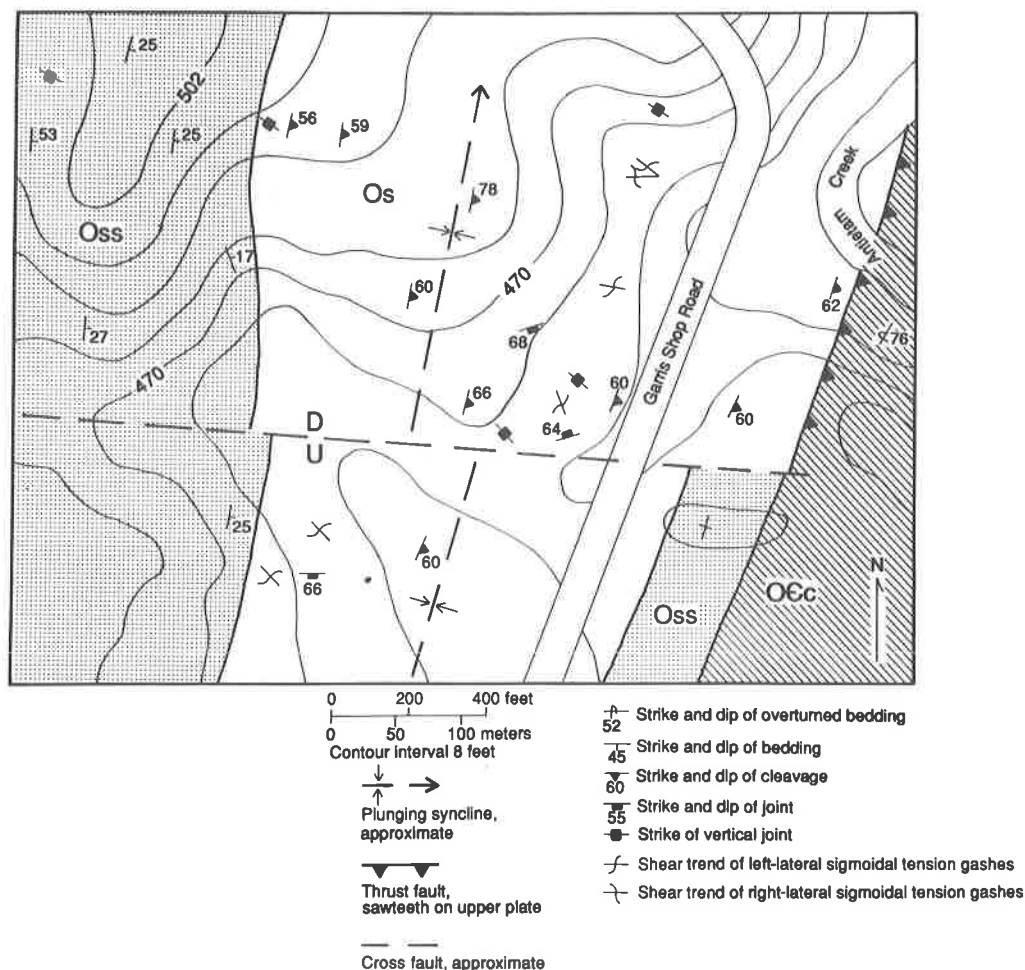 25
502
53
25
56
59
78
Os
Oss
17
60
470
68
27
470
66
64
60
60
62
76
Creek
Antietam
Garris Shop Road
D
U
25
66
60
Oss
OЄc
N
0 200 400 feet
0 50 100 meters
Contour interval 8 feet
Plunging syncline,
approximate
Thrust fault,
sawteeth on upper plate
Cross fault, approximate
52 Strike and dip of overturned bedding
45 Strike and dip of bedding
60 Strike and dip of cleavage
55 Strike and dip of joint
Strike of vertical joint
Shear trend of left-lateral sigmoidal tension gashes
Shear trend of right-lateral sigmoidal tension gashes